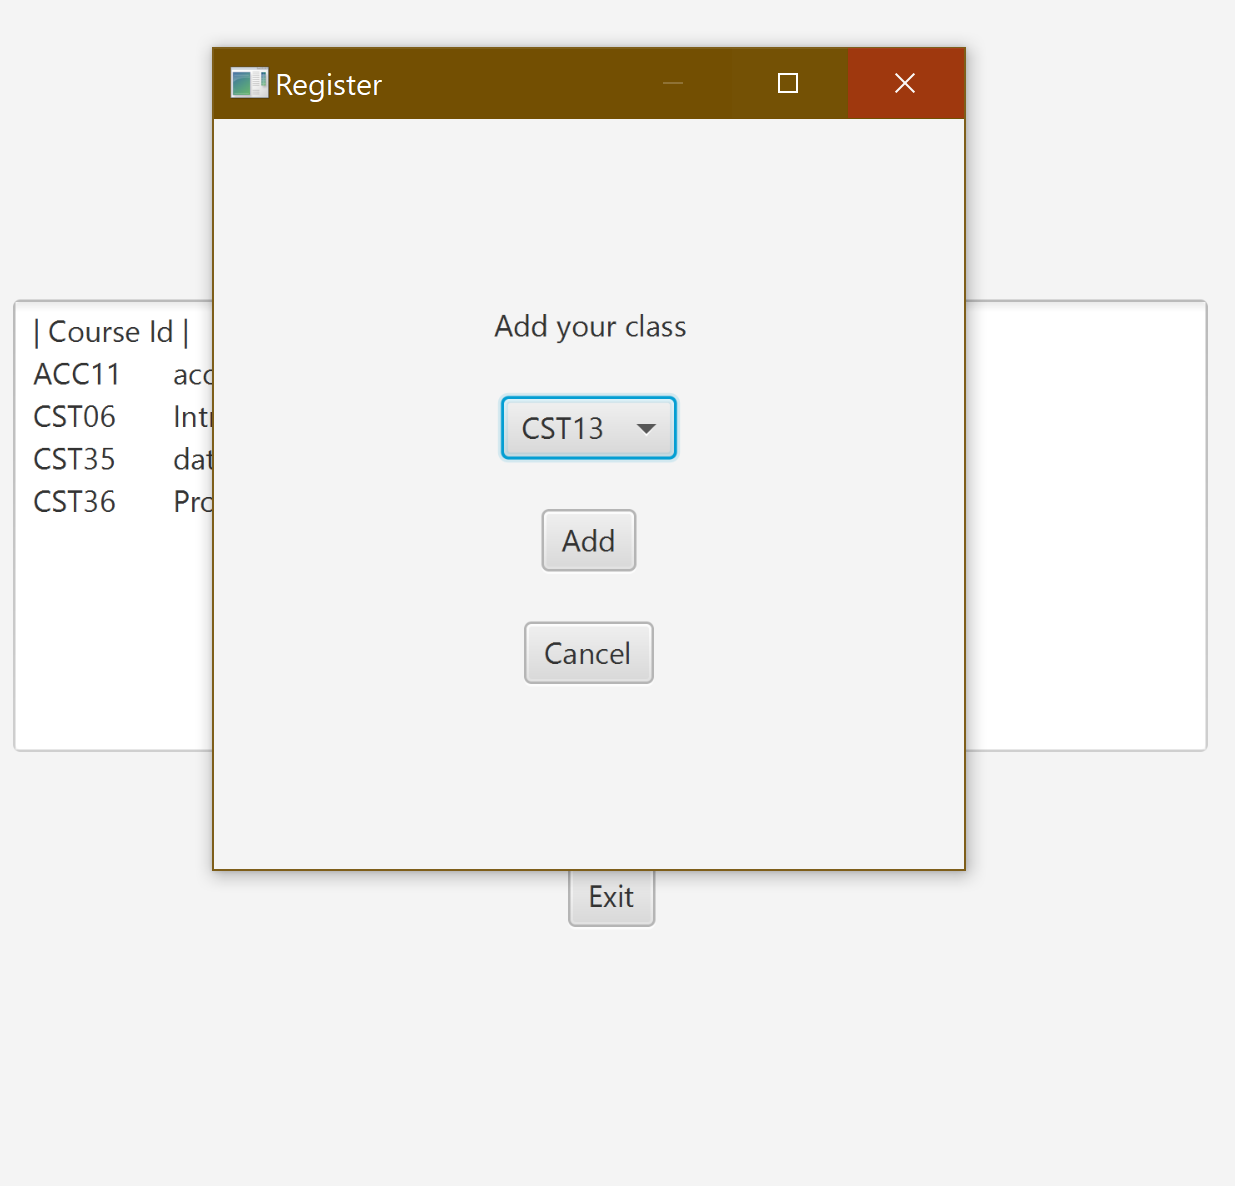 Register
Add your class
CST13
Add
Cancel
| Course Id |
ACC11
CST06
CST35
CST36
Exit